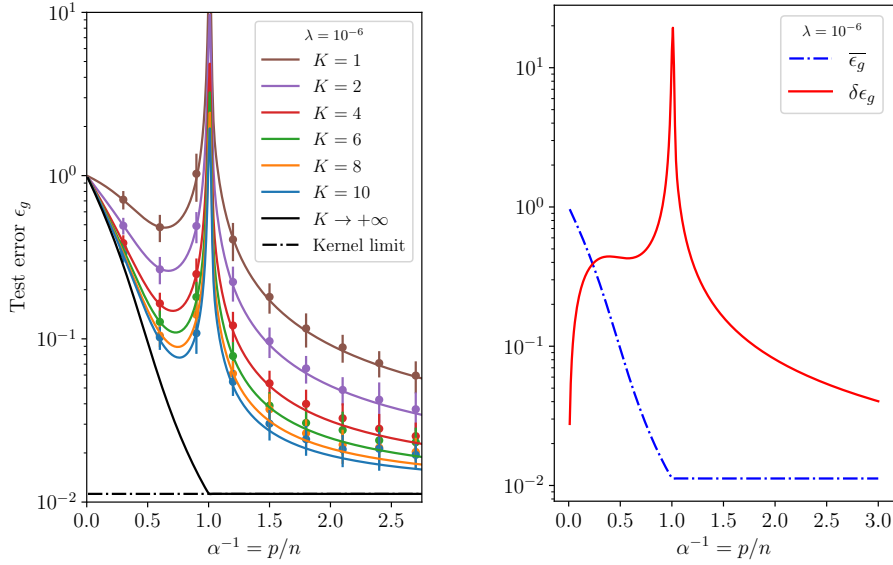 Test error ϵ_g
10^1
10^0
10^{-1}
10^{-2}
0.0 0.5 1.0 1.5 2.0 2.5
α^{-1} = p/n
λ = 10^{-6}
K = 1
K = 2
K = 4
K = 6
K = 8
K = 10
K → +∞
Kernel limit
10^1
10^0
10^{-1}
10^{-2}
0.0 0.5 1.0 1.5 2.0 2.5 3.0
α^{-1} = p/n
λ = 10^{-6}
\overline{ϵ_g}
δϵ_g